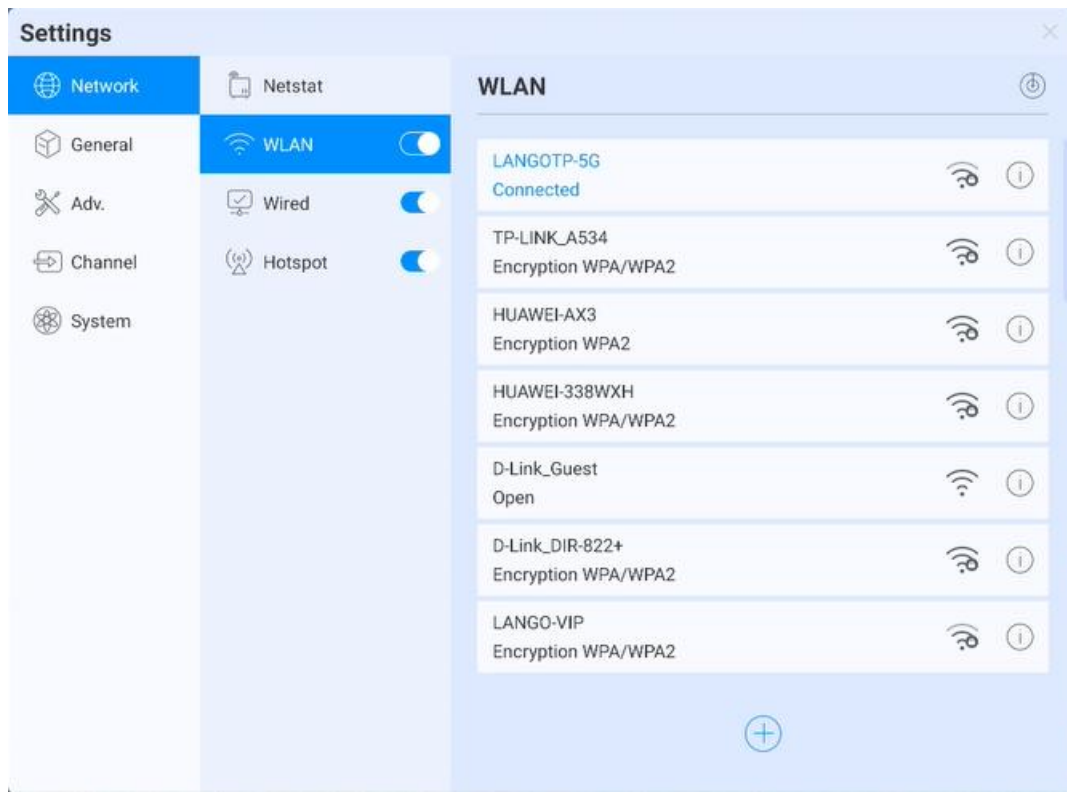 Settings
Network
General
Adv.
Channel
System
Netstat
WLAN
Wired
Hotspot
WLAN
LANGOTP-5G
Connected
TP-LINK_A534
Encryption WPA/WPA2
HUAWEI-AX3
Encryption WPA2
HUAWEI-338WXH
Encryption WPA/WPA2
D-Link_Guest
Open
D-Link_DIR-822+
Encryption WPA/WPA2
LANGO-VIP
Encryption WPA/WPA2